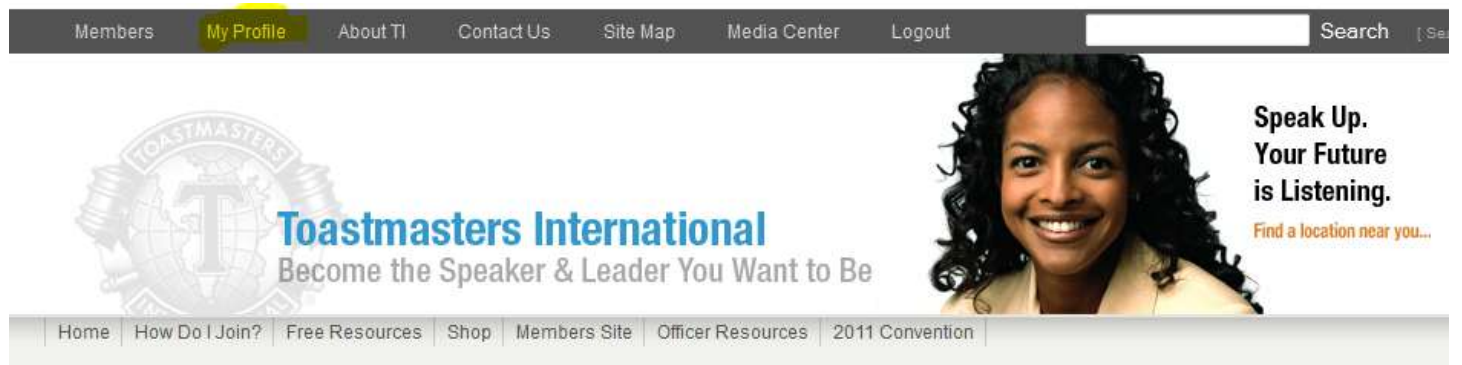 Members My Profile About TI Contact Us Site Map Media Center Logout Search
TOASTMASTERS
T
INTERNATIONAL
Toastmasters International
Become the Speaker & Leader You Want to Be
Speak Up.
Your Future
is Listening.
Find a location near you...
Home How Do I Join? Free Resources Shop Members Site Officer Resources 2011 Convention